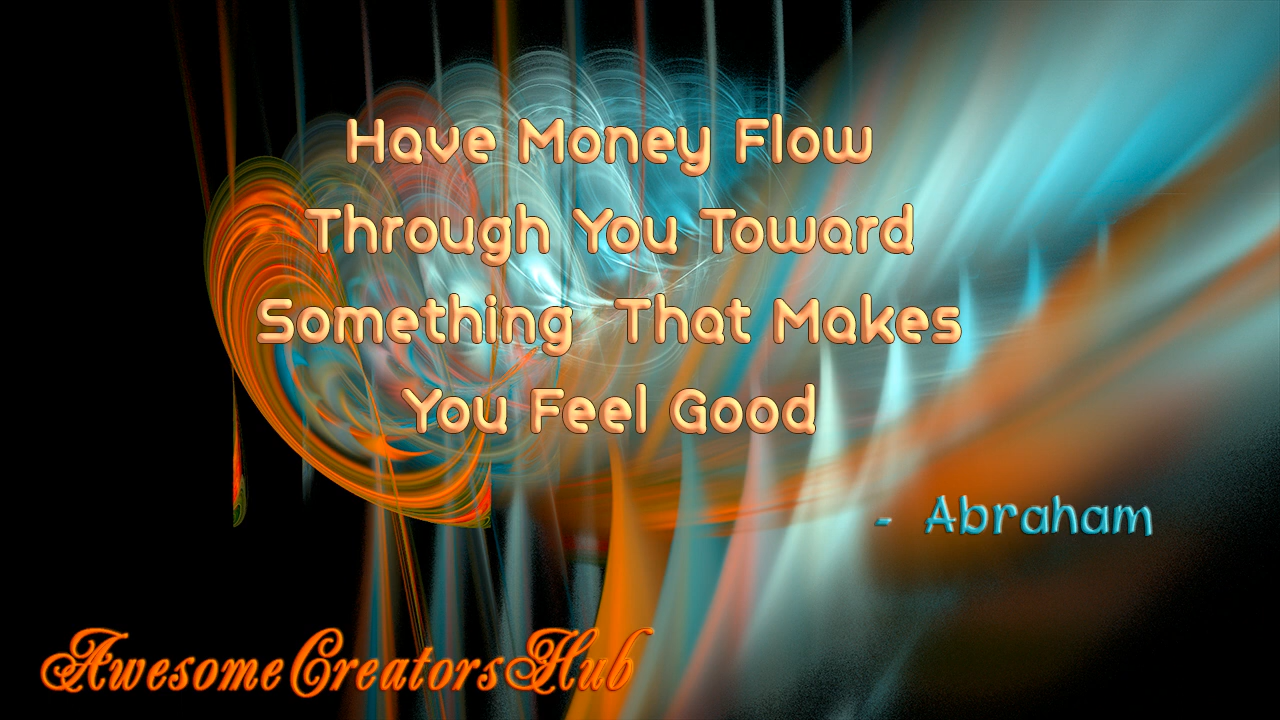 Have Money Flow
Through You Toward
Something That Makes
You Feel Good
- Abraham
AwesomeCreatorsHub